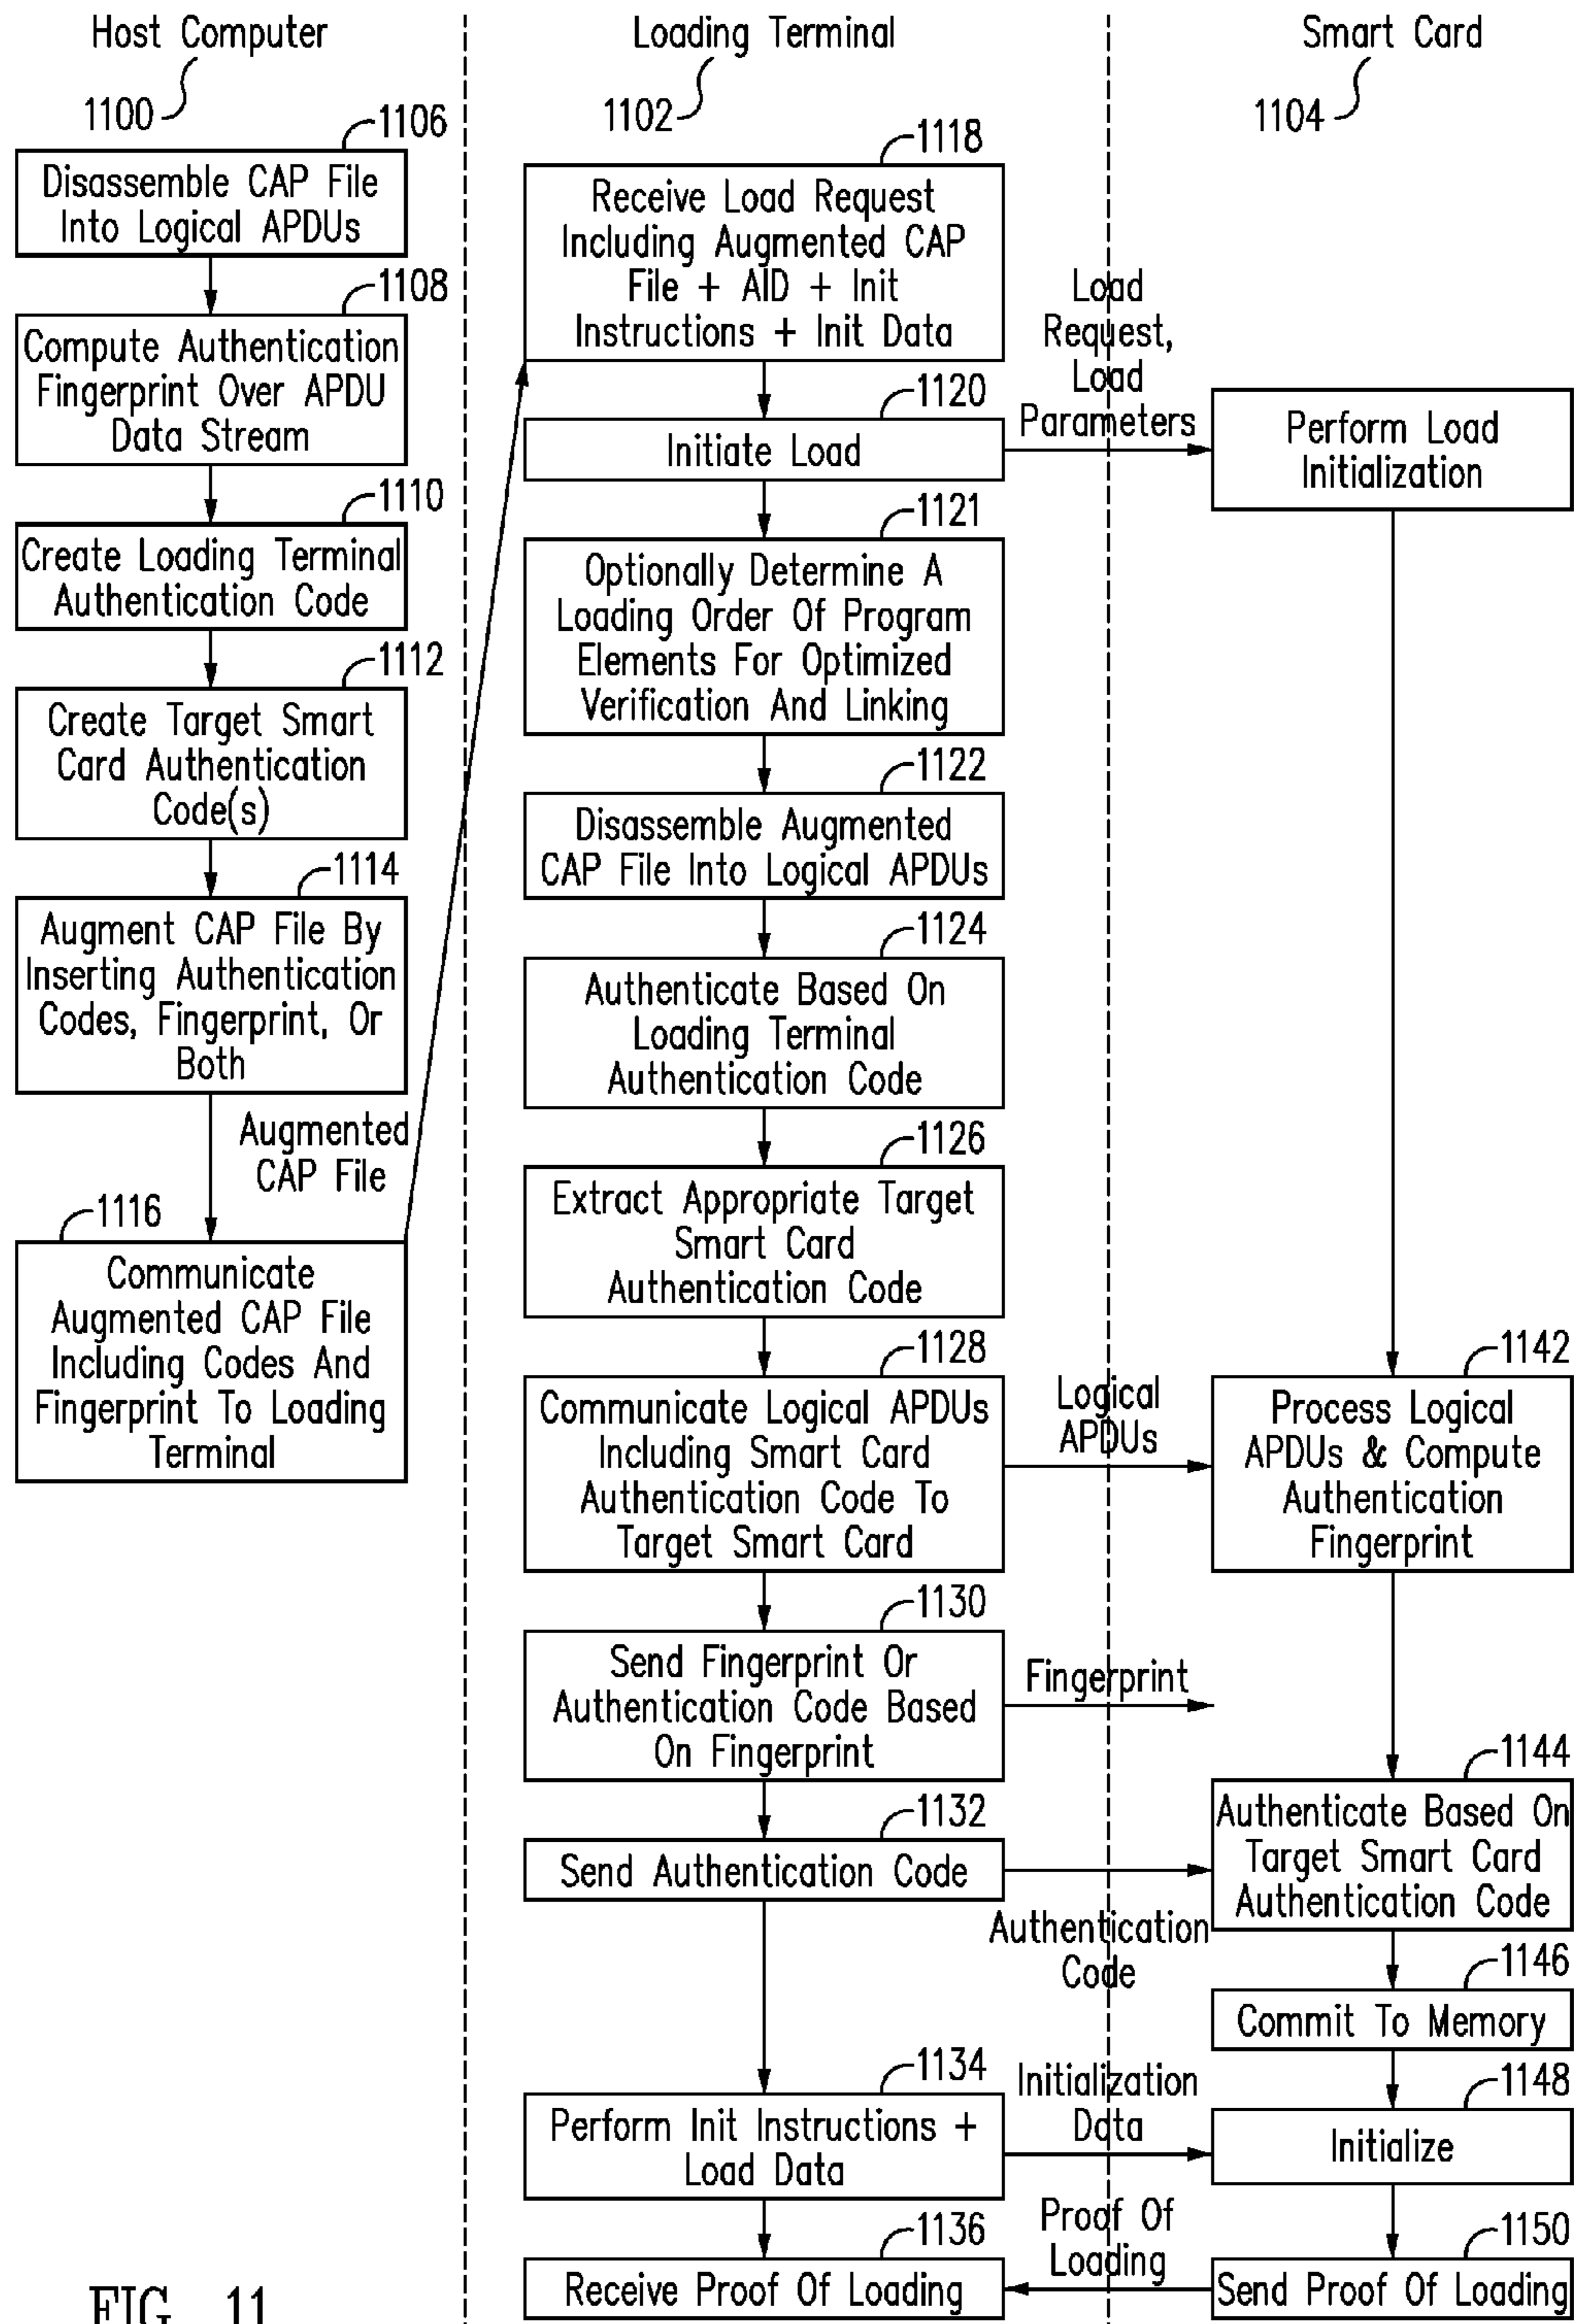 Host Computer
1100
1106
Disassemble CAP File
Into Logical APDUs
1108
Compute Authentication
Fingerprint Over APDU
Data Stream
1110
Create Loading Terminal
Authentication Code
1112
Create Target Smart
Card Authentication
Code(s)
1114
Augment CAP File By
Inserting Authentication
Codes, Fingerprint, Or
Both
Augmented
CAP File
1116
Communicate
Augmented CAP File
Including Codes And
Fingerprint To Loading
Terminal
Loading Terminal
1102
1118
Receive Load Request
Including Augmented CAP
File + AID + Init
Instructions + Init Data
1120
Initiate Load
Load
Request,
Load
Parameters
1121
Optionally Determine A
Loading Order Of Program
Elements For Optimized
Verification And Linking
1122
Disassemble Augmented
CAP File Into Logical APDUs
1124
Authenticate Based On
Loading Terminal
Authentication Code
1126
Extract Appropriate Target
Smart Card
Authentication Code
1128
Communicate Logical APDUs
Including Smart Card
Authentication Code To
Target Smart Card
Logical
APDUs
1130
Send Fingerprint Or
Authentication Code Based
On Fingerprint
Fingerprint
1132
Send Authentication Code
Authentication
Code
1134
Perform Init Instructions +
Load Data
Initialization
Data
1136
Receive Proof Of Loading
Proof Of
Loading
Smart Card
1104
Perform Load
Initialization
1142
Process Logical
APDUs & Compute
Authentication
Fingerprint
1144
Authenticate Based On
Target Smart Card
Authentication Code
1146
Commit To Memory
1148
Initialize
1150
Send Proof Of Loading
FIG. 11